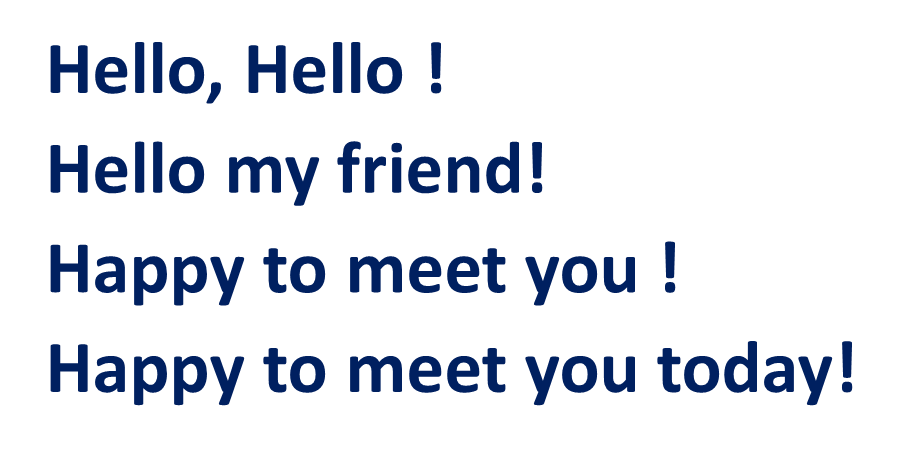 Hello, Hello !
Hello my friend!
Happy to meet you !
Happy to meet you today!